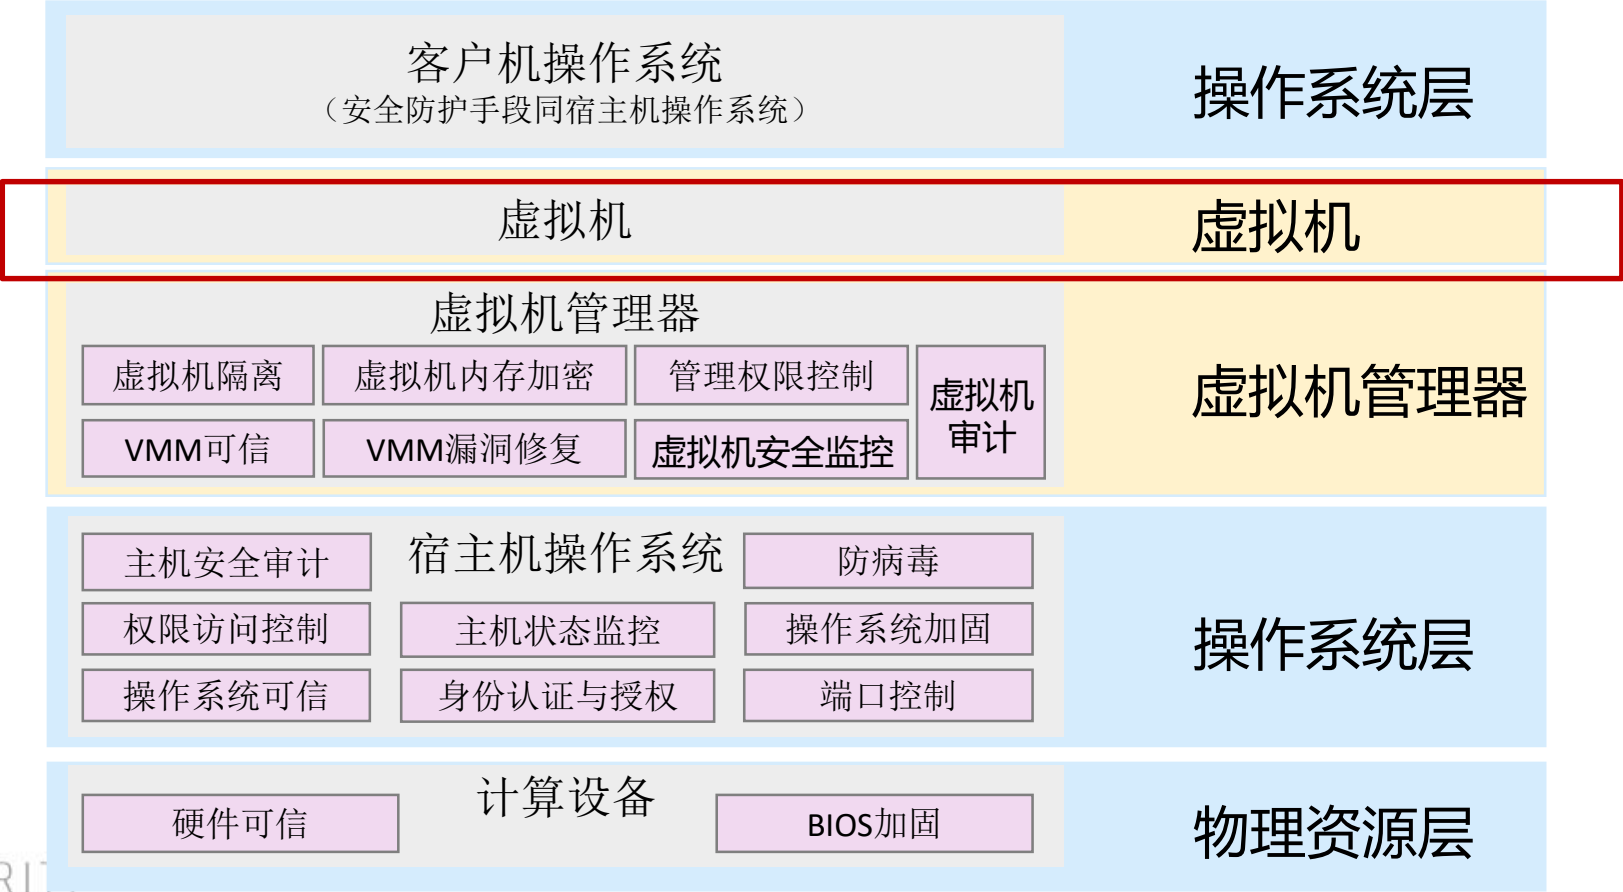 客户机操作系统
（安全防护手段同宿主机操作系统）
操作系统层
虚拟机
虚拟机
虚拟机管理器
虚拟机隔离
虚拟机内存加密
管理权限控制
虚拟机
审计
VMM可信
VMM漏洞修复
虚拟机安全监控
虚拟机管理器
宿主机操作系统
主机安全审计
防病毒
权限访问控制
主机状态监控
操作系统加固
操作系统可信
身份认证与授权
端口控制
操作系统层
计算设备
硬件可信
BIOS加固
物理资源层